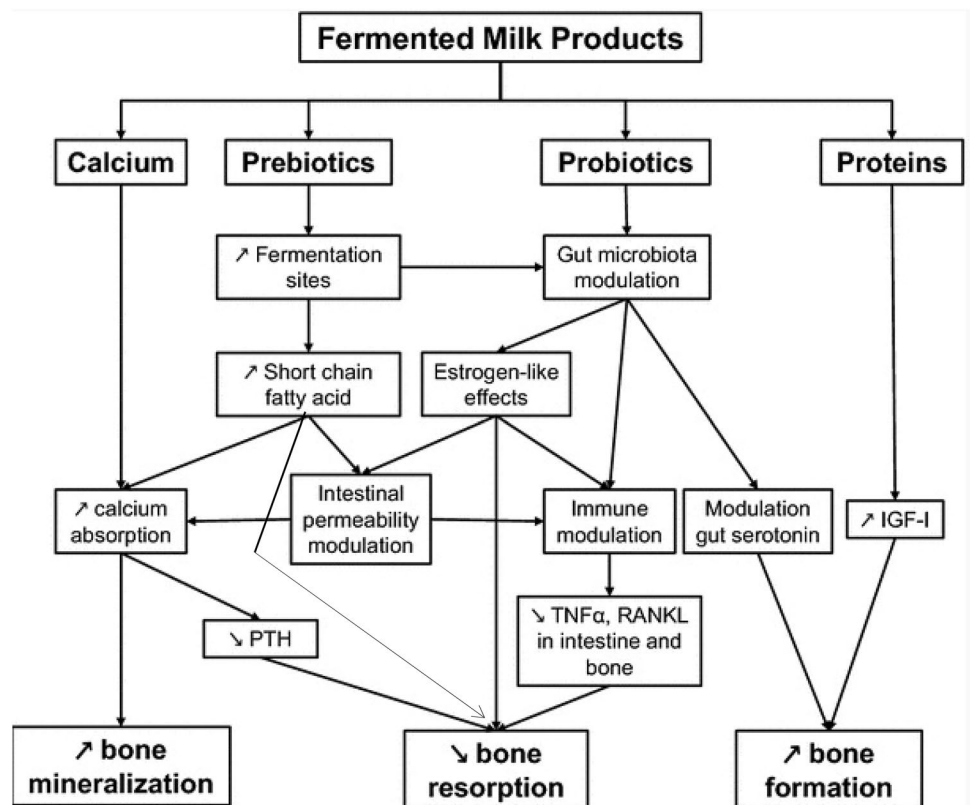 Fermented Milk Products
Calcium
Prebiotics
Probiotics
Proteins
↗ Fermentation
sites
Gut microbiota
modulation
↗ Short chain
fatty acid
Estrogen-like
effects
↗ calcium
absorption
Intestinal
permeability
modulation
Immune
modulation
Modulation
gut serotonin
↗ IGF-I
↘ PTH
↘ TNFα, RANKL
in intestine and
bone
↗ bone
mineralization
↘ bone
resorption
↗ bone
formation